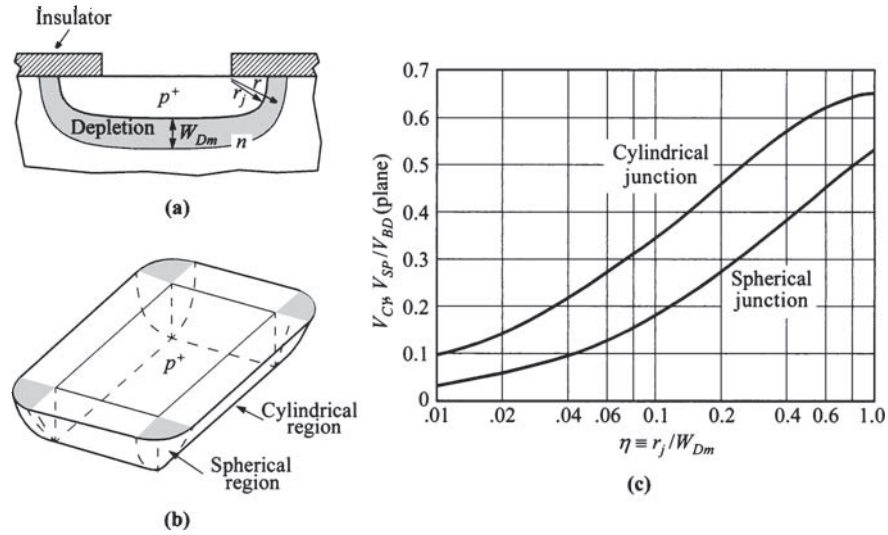 Insulator
p+
r
rj
Depletion
WDm
n
(a)
p+
Cylindrical
region
Spherical
region
(b)
VCY, VSP/VBD (plane)
0.7
0.6
0.5
0.4
0.3
0.2
0.1
0
Cylindrical
junction
Spherical
junction
.01
0.02
0.04
.06
0.1
0.2
0.4
0.6
1.0
η ≡ rj/WDm
(c)